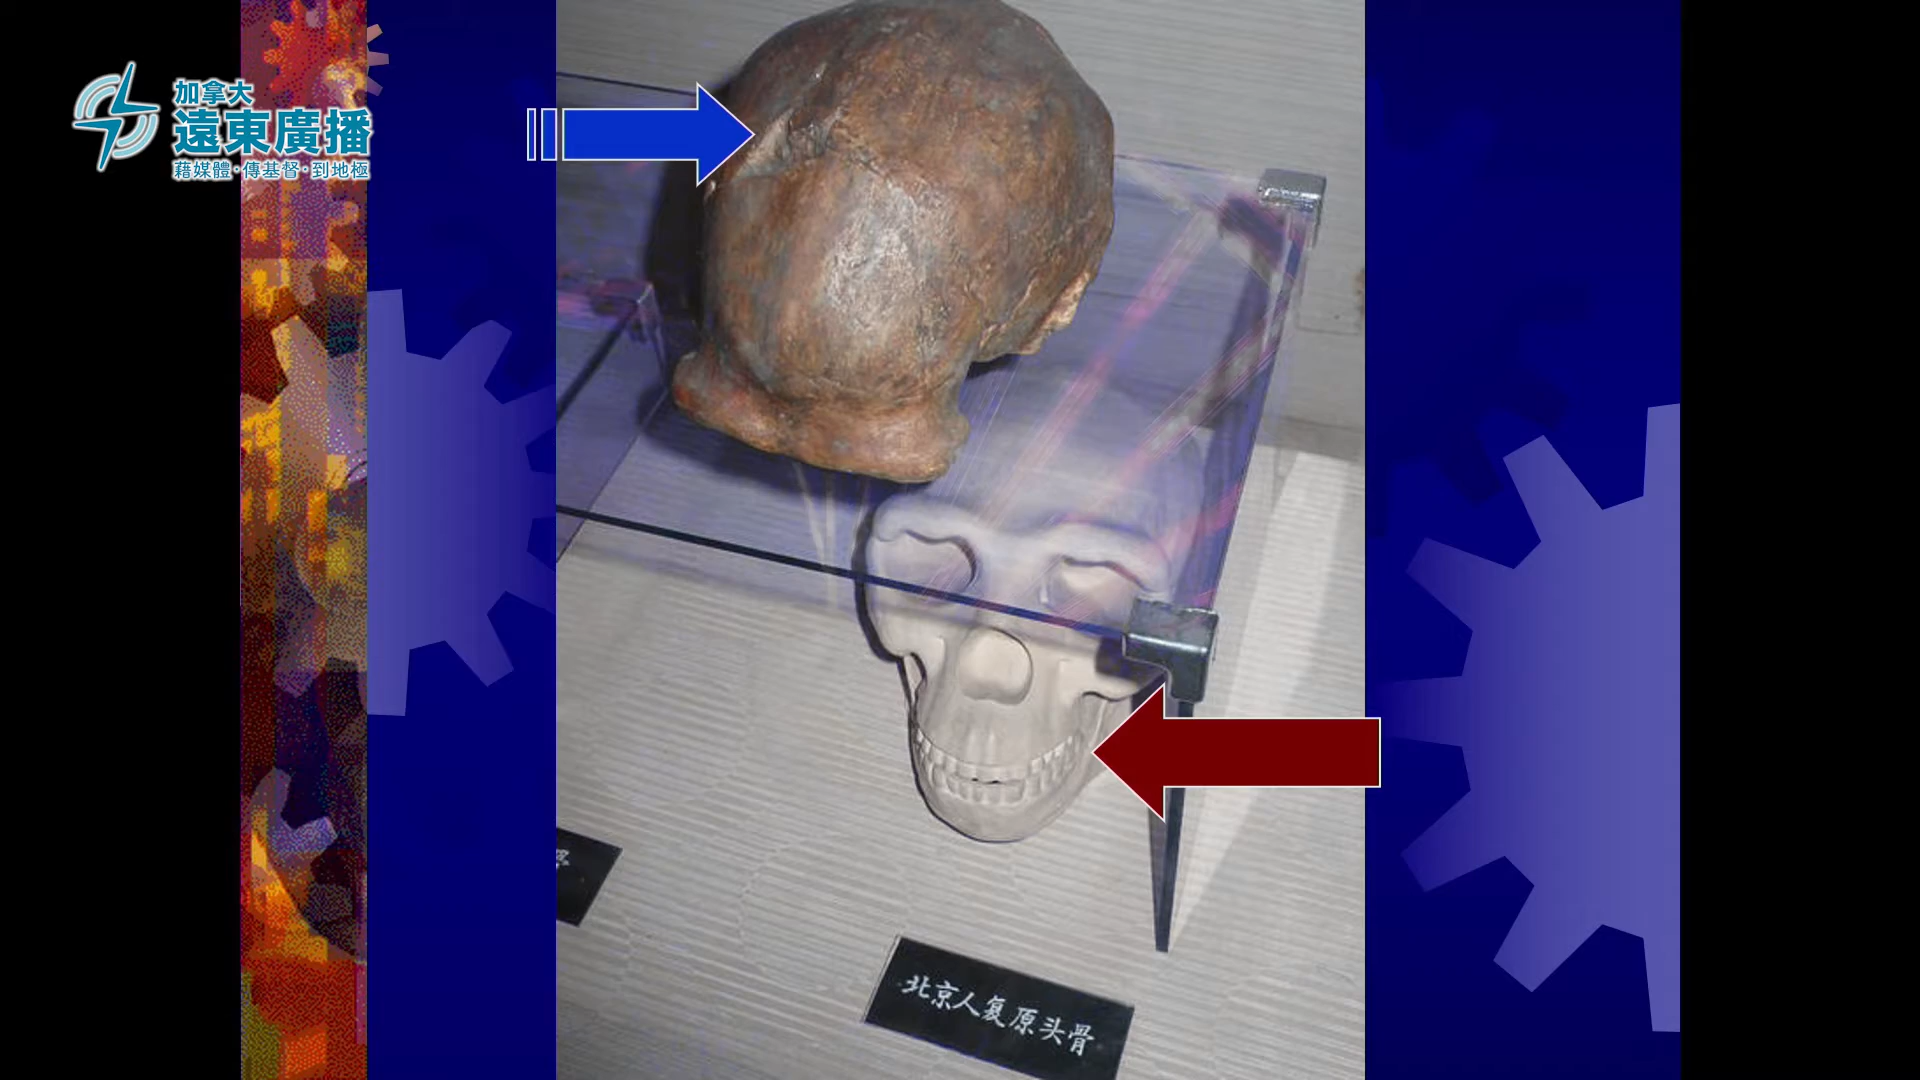 加拿大
遠東廣播
藉媒體·傳基督·到地極
北京人复原头骨